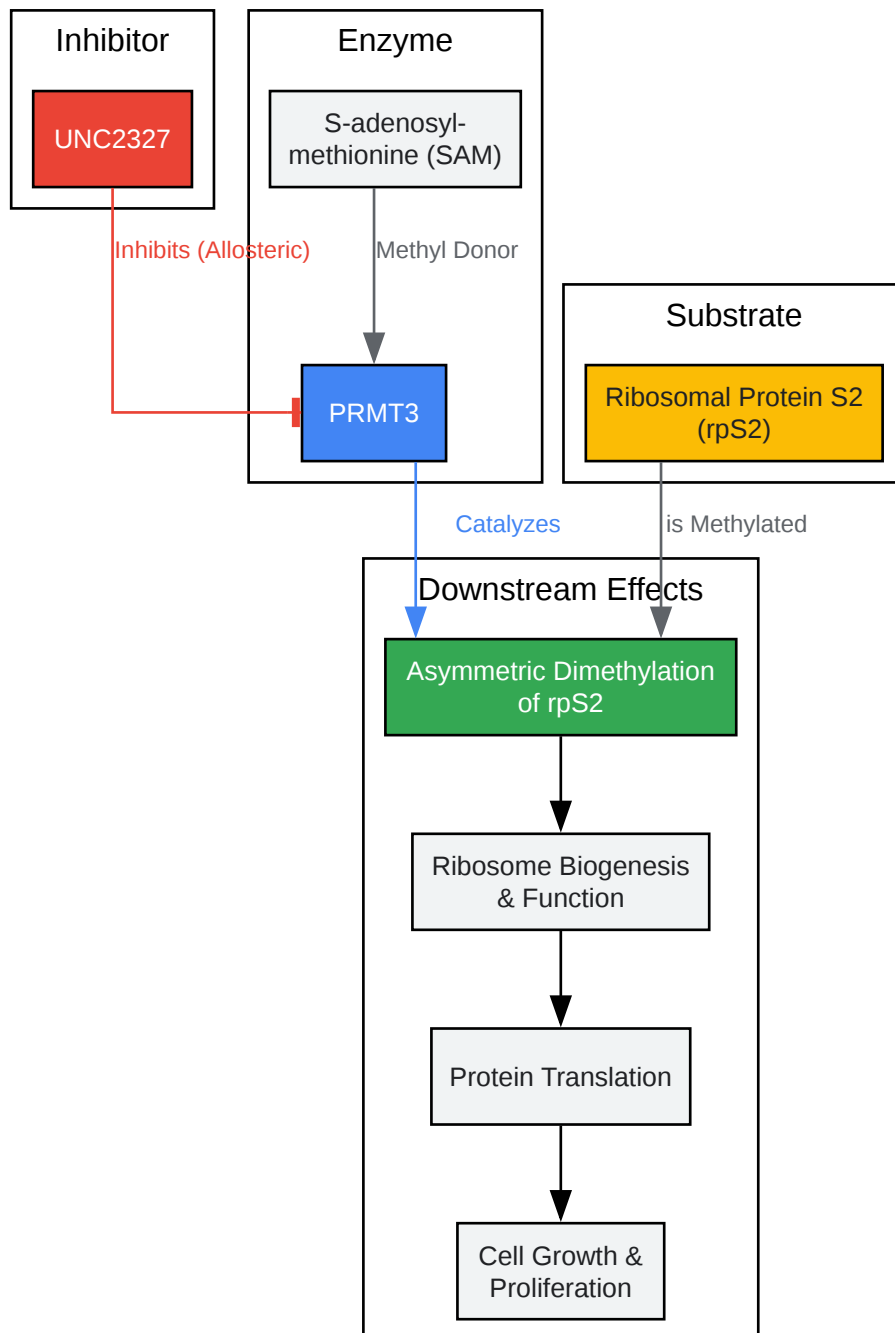 Inhibitor
UNC2327
Inhibits (Allosteric)
Enzyme
S-adenosyl-
methionine (SAM)
Methyl Donor
PRMT3
Catalyzes
Substrate
Ribosomal Protein S2
(rpS2)
is Methylated
Downstream Effects
Asymmetric Dimethylation
of rpS2
Ribosome Biogenesis
& Function
Protein Translation
Cell Growth &
Proliferation